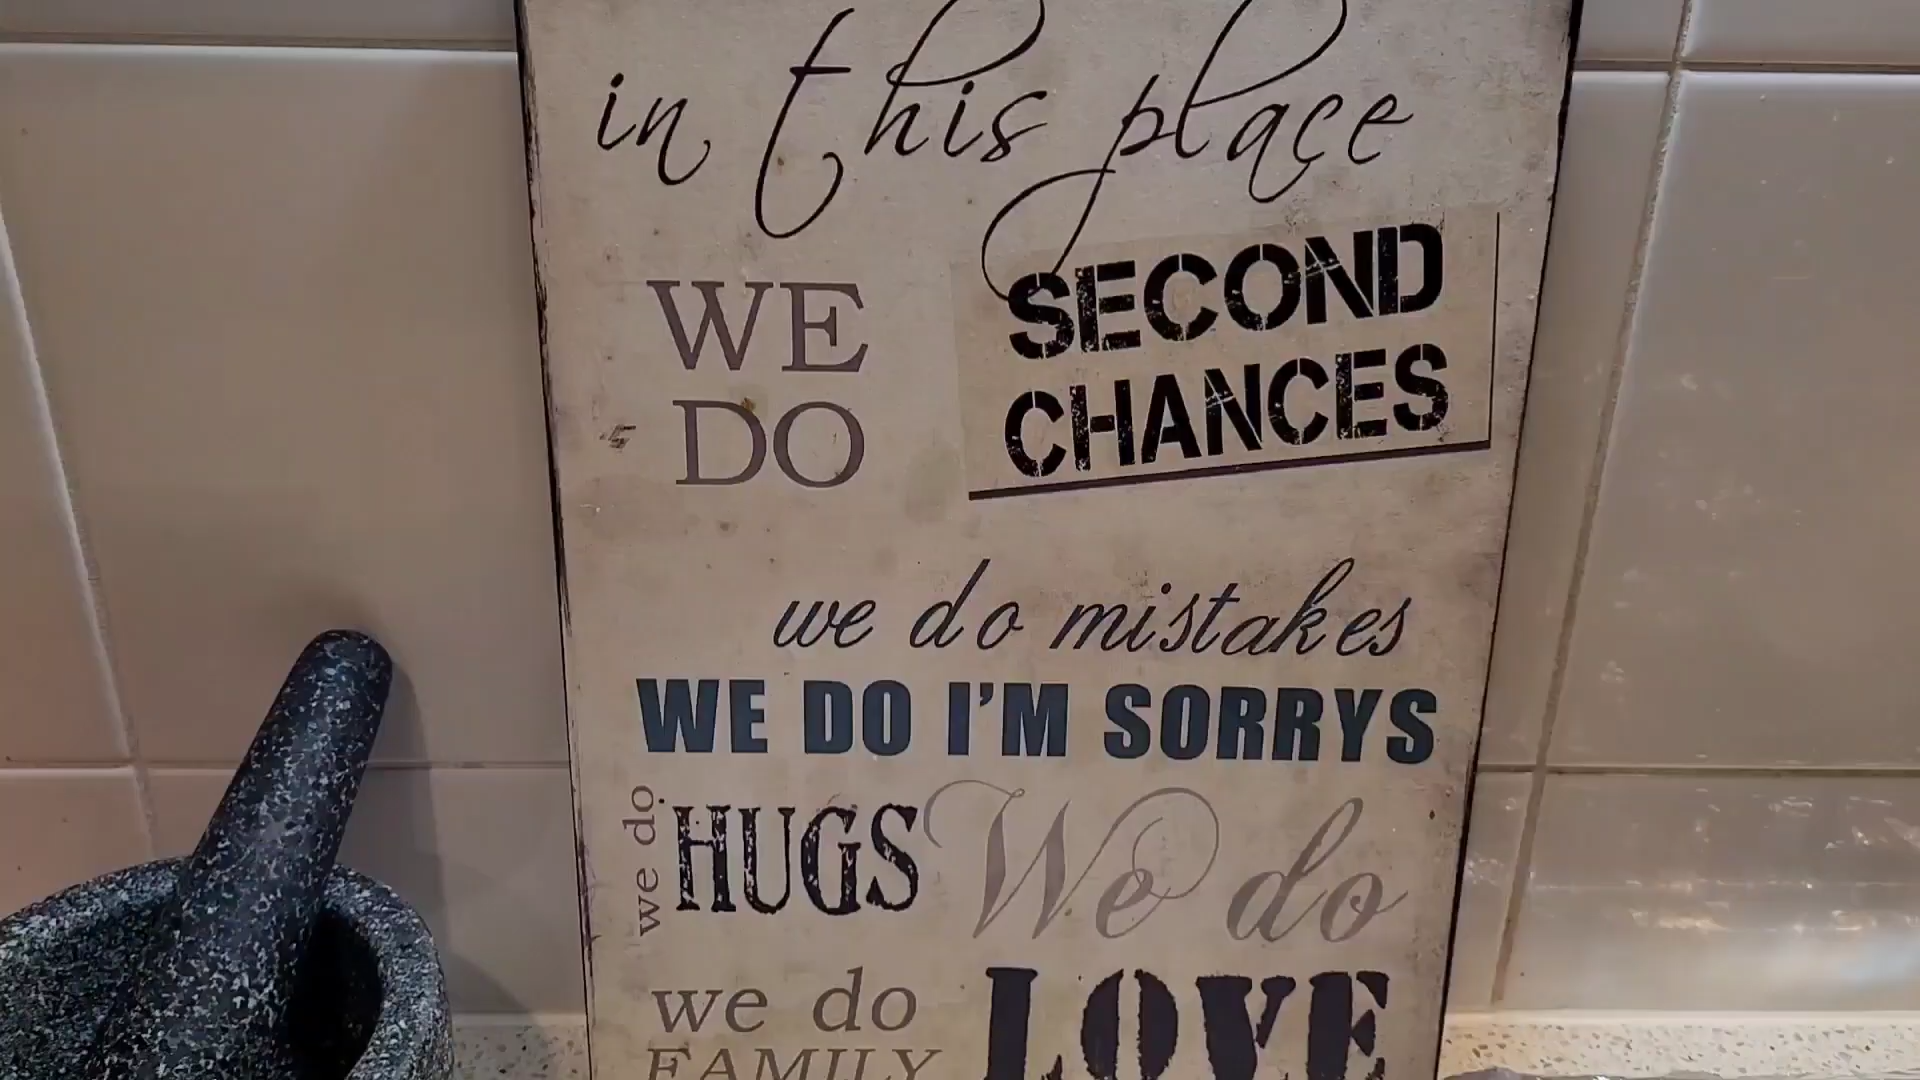 in this place
WE DO
SECOND CHANCES
we do mistakes
WE DO I'M SORRYS
we do HUGS
We do LOVE
we do FAMILY